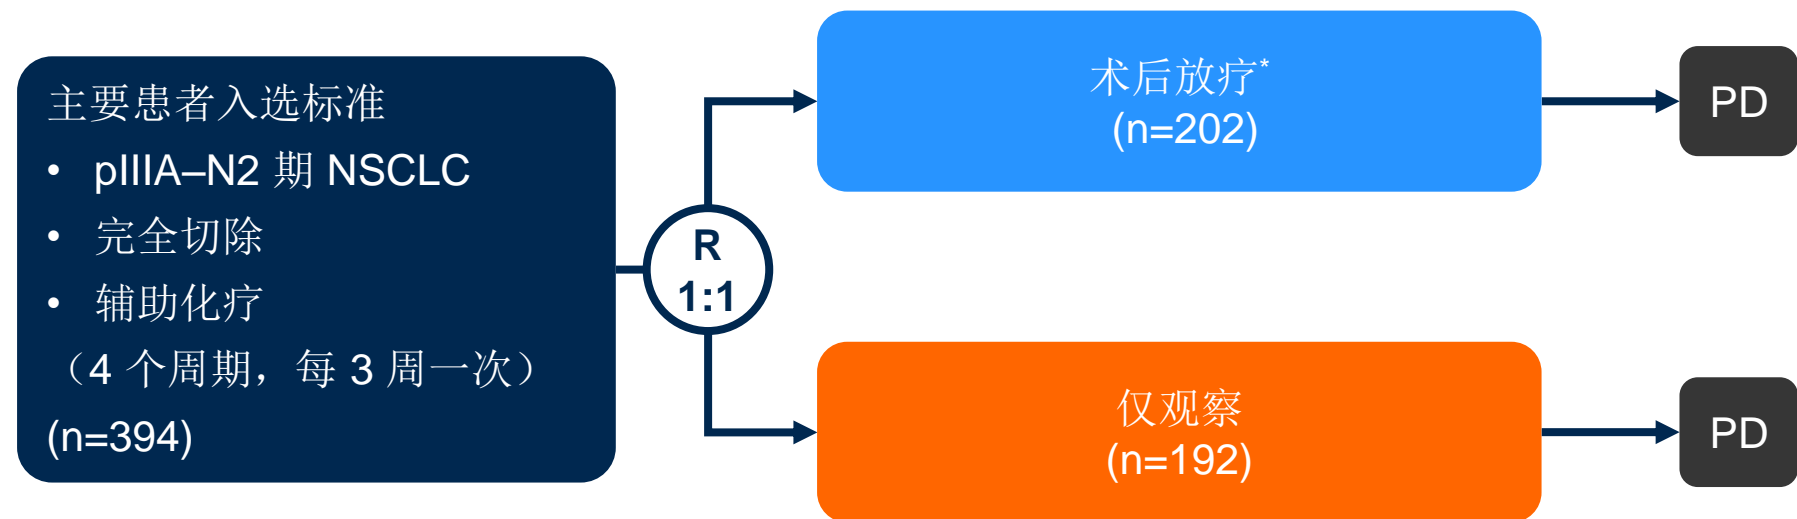 主要患者入选标准
• pIIIA–N2 期 NSCLC
• 完全切除
• 辅助化疗
（4 个周期，每 3 周一次）
(n=394)
R
1:1
术后放疗*
(n=202)
PD
仅观察
(n=192)
PD